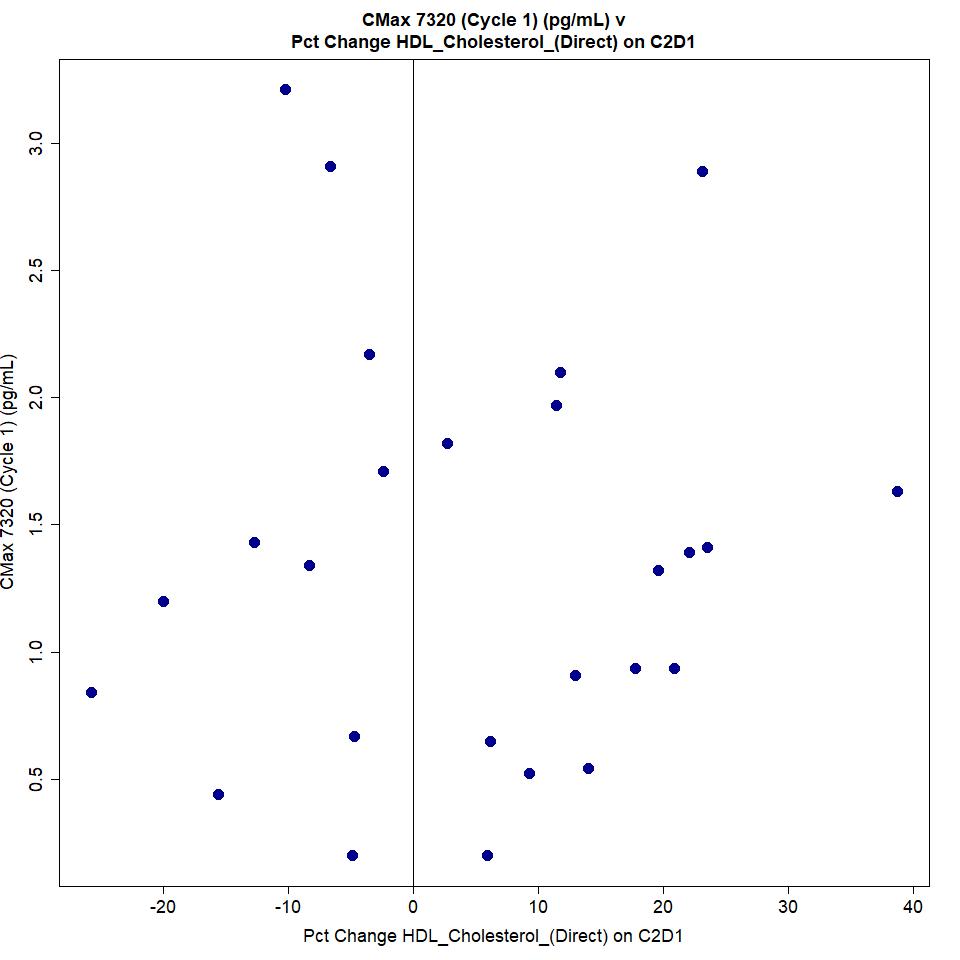 CMax 7320 (Cycle 1) (pg/mL) v
Pct Change HDL_Cholesterol_(Direct) on C2D1
CMax 7320 (Cycle 1) (pg/mL)
3.0
2.5
2.0
1.5
1.0
0.5
-20 -10 0 10 20 30 40
Pct Change HDL_Cholesterol_(Direct) on C2D1